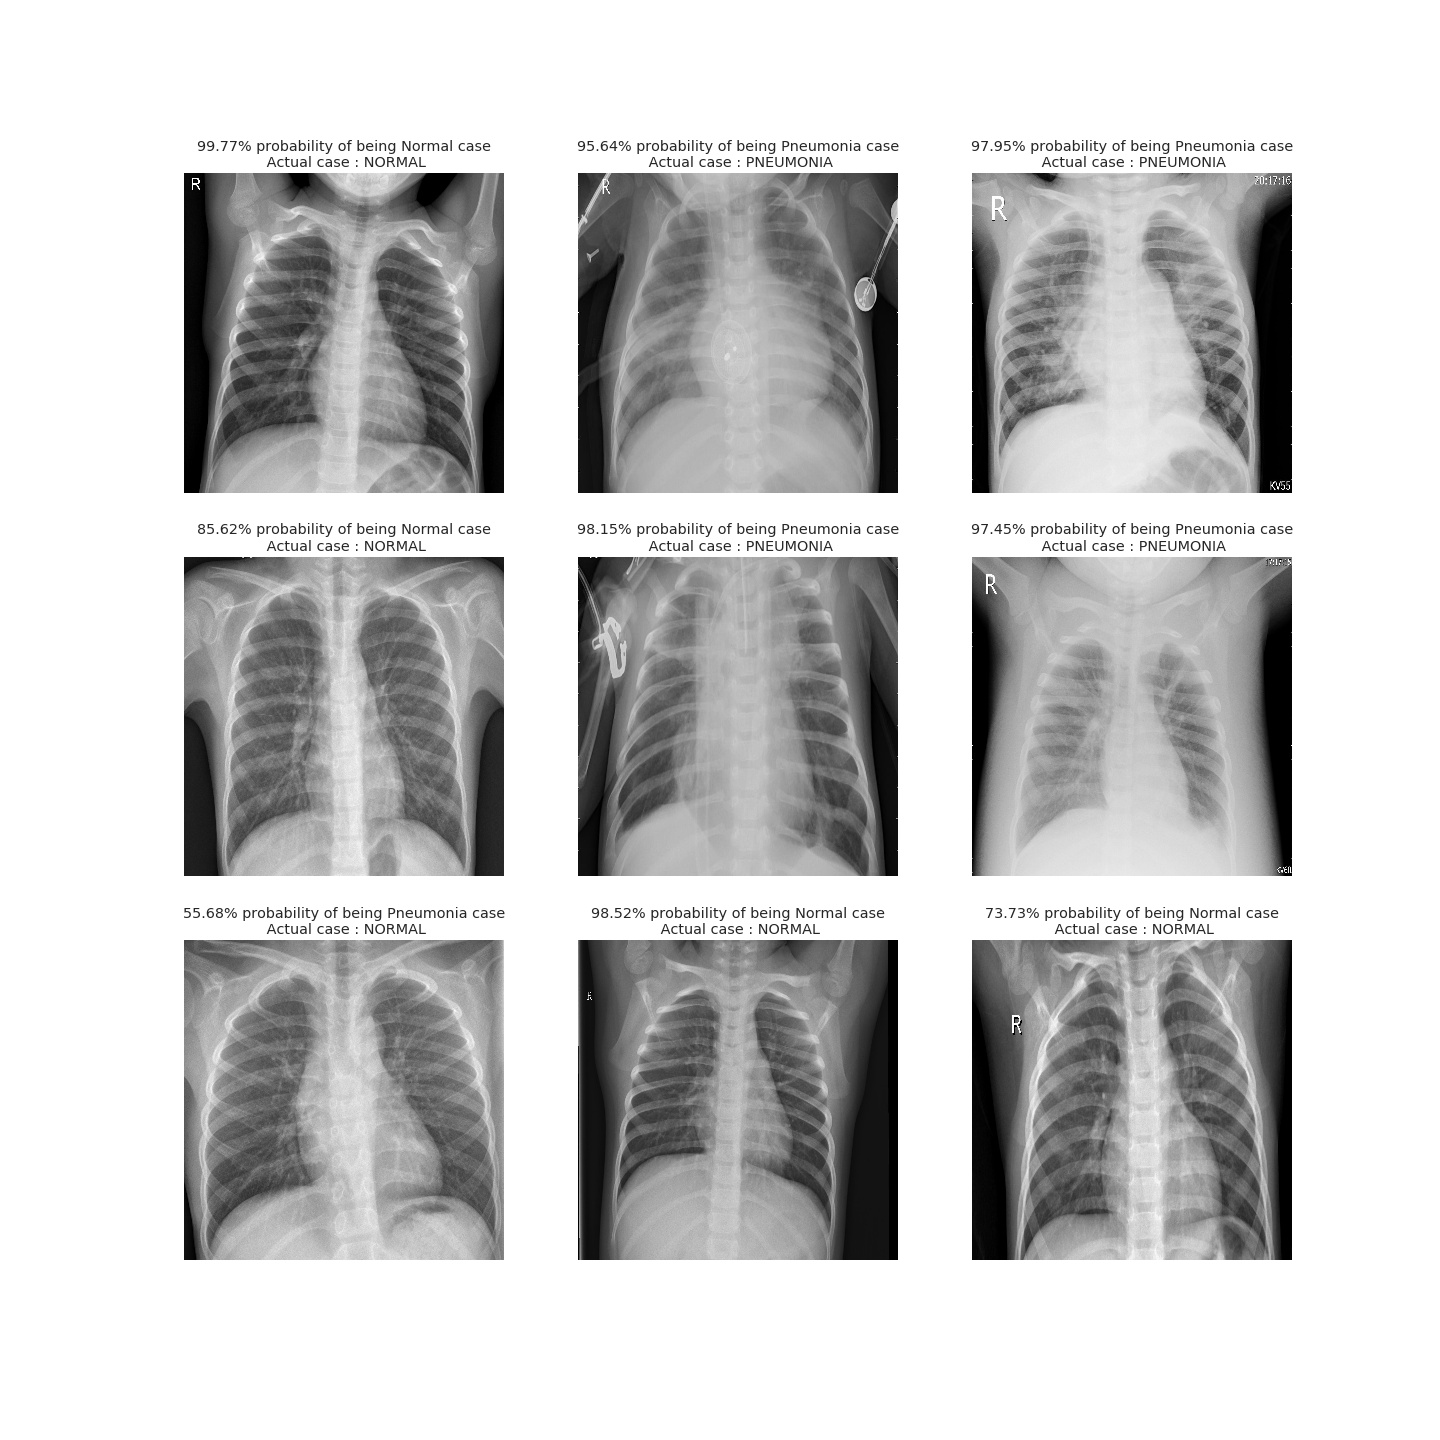 99.77% probability of being Normal case
Actual case : NORMAL
R
95.64% probability of being Pneumonia case
Actual case : PNEUMONIA
R
97.95% probability of being Pneumonia case
Actual case : PNEUMONIA
20:17:16
R
KV55
85.62% probability of being Normal case
Actual case : NORMAL
98.15% probability of being Pneumonia case
Actual case : PNEUMONIA
97.45% probability of being Pneumonia case
Actual case : PNEUMONIA
R
55.68% probability of being Pneumonia case
Actual case : NORMAL
98.52% probability of being Normal case
Actual case : NORMAL
R
73.73% probability of being Normal case
Actual case : NORMAL
R